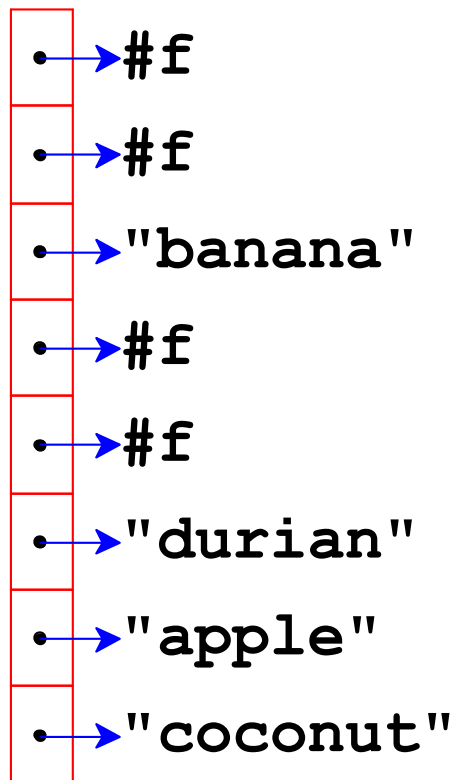 #f
#f
"banana"
#f
#f
"durian"
"apple"
"coconut"